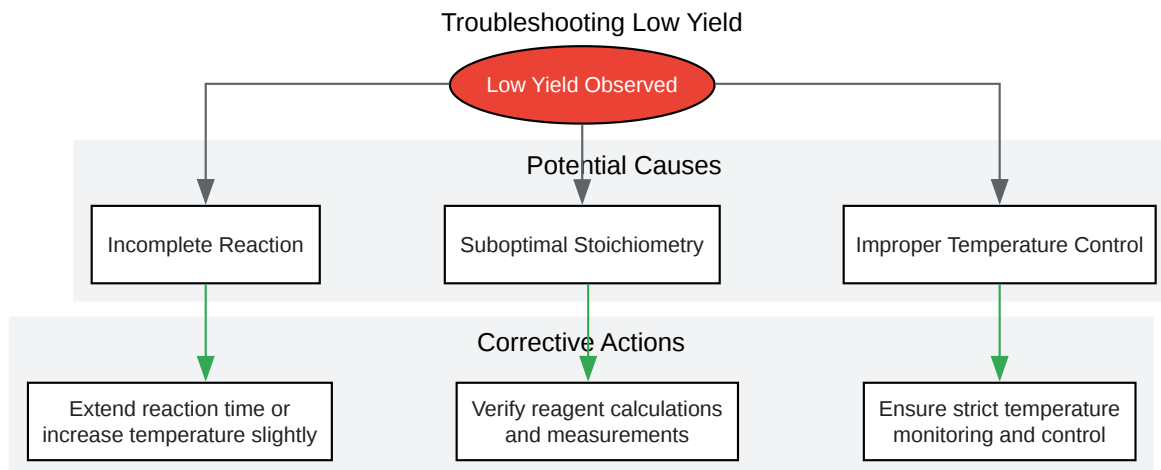 Troubleshooting Low Yield
Low Yield Observed
Potential Causes
Incomplete Reaction
Suboptimal Stoichiometry
Improper Temperature Control
Corrective Actions
Extend reaction time or
increase temperature slightly
Verify reagent calculations
and measurements
Ensure strict temperature
monitoring and control